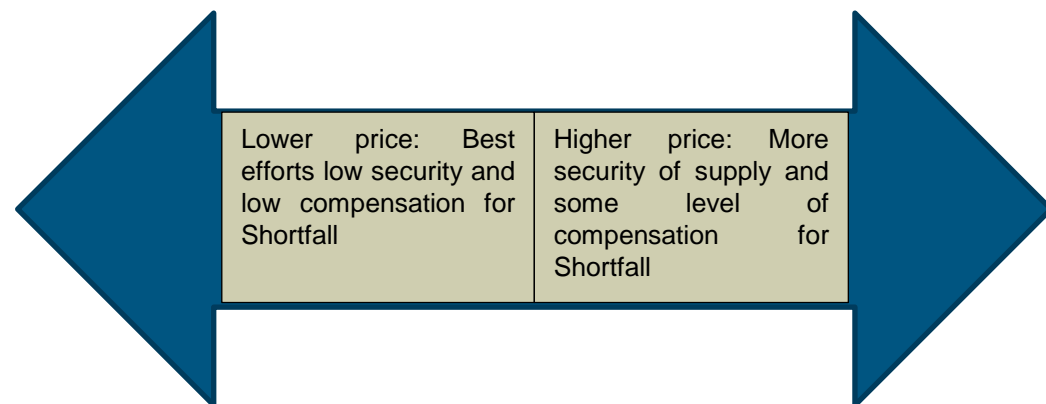 Lower price: Best
efforts low security and
low compensation for
Shortfall
Higher price: More
security of supply and
some level of
compensation for
Shortfall